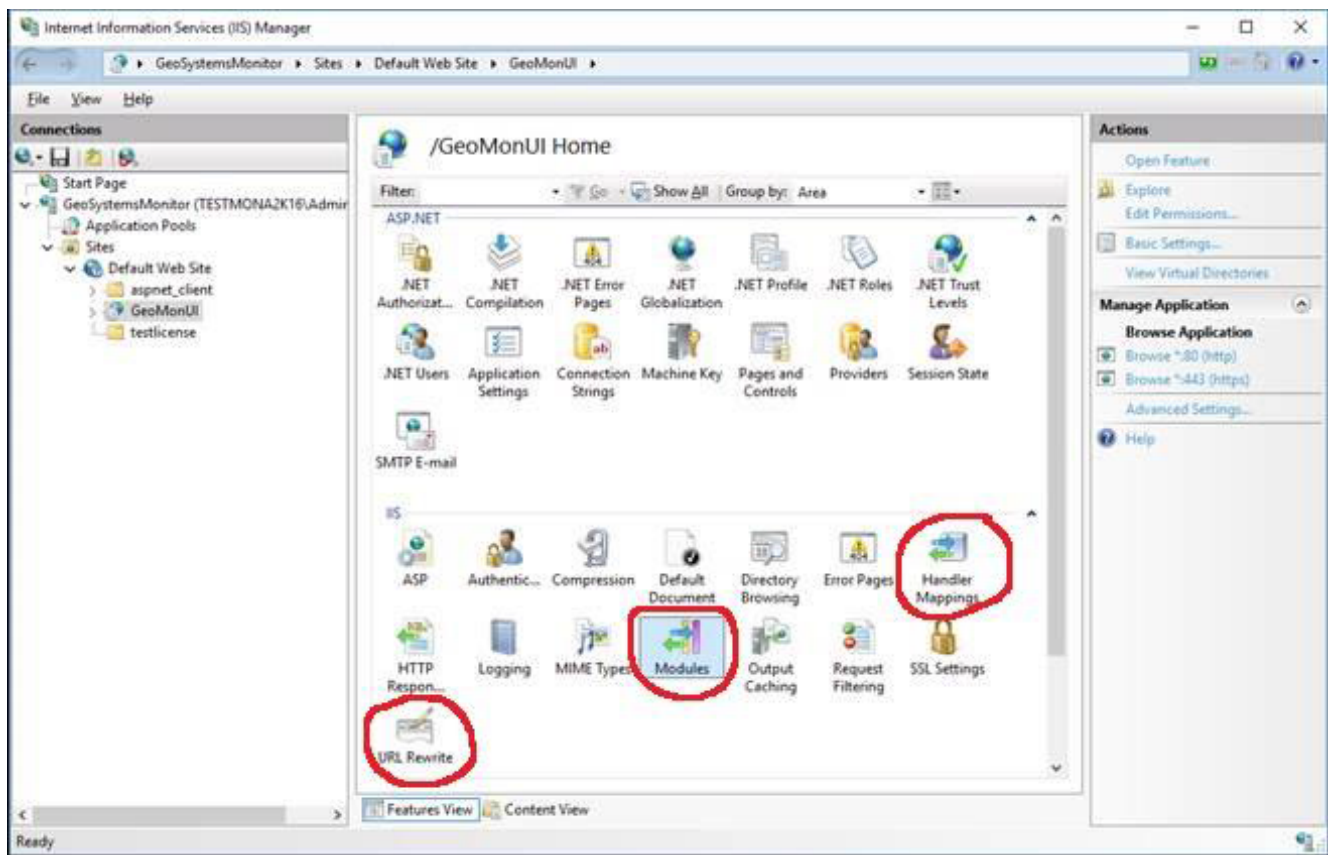 Internet Information Services (IIS) Manager
GeoSystemsMonitor Sites Default Web Site GeoMonUI
File View Help
Connections
Start Page
GeoSystemsMonitor (TESTMONA2K16\Admir
Application Pools
Sites
Default Web Site
aspnet_client
GeoMonUI
testlicense
/GeoMonUI Home
Filter: Go Show All Group by: Area
ASP.NET
.NET Authorizat...
.NET Compilation
.NET Error Pages
.NET Globalization
.NET Profile
.NET Roles
.NET Trust Levels
.NET Users
Application Settings
Connection Strings
Machine Key
Pages and Controls
Providers
Session State
SMTP E-mail
IIS
ASP
Authentic...
Compression
Default Document
Directory Browsing
Error Pages
Handler Mappings
HTTP Respon...
Logging
MIME Types
Modules
Output Caching
Request Filtering
SSL Settings
URL Rewrite
Features View Content View
Actions
Open Feature
Explore
Edit Permissions...
Basic Settings...
View Virtual Directories
Manage Application
Browse Application
Browse *:80 (http)
Browse *:443 (https)
Advanced Settings...
Help
Ready